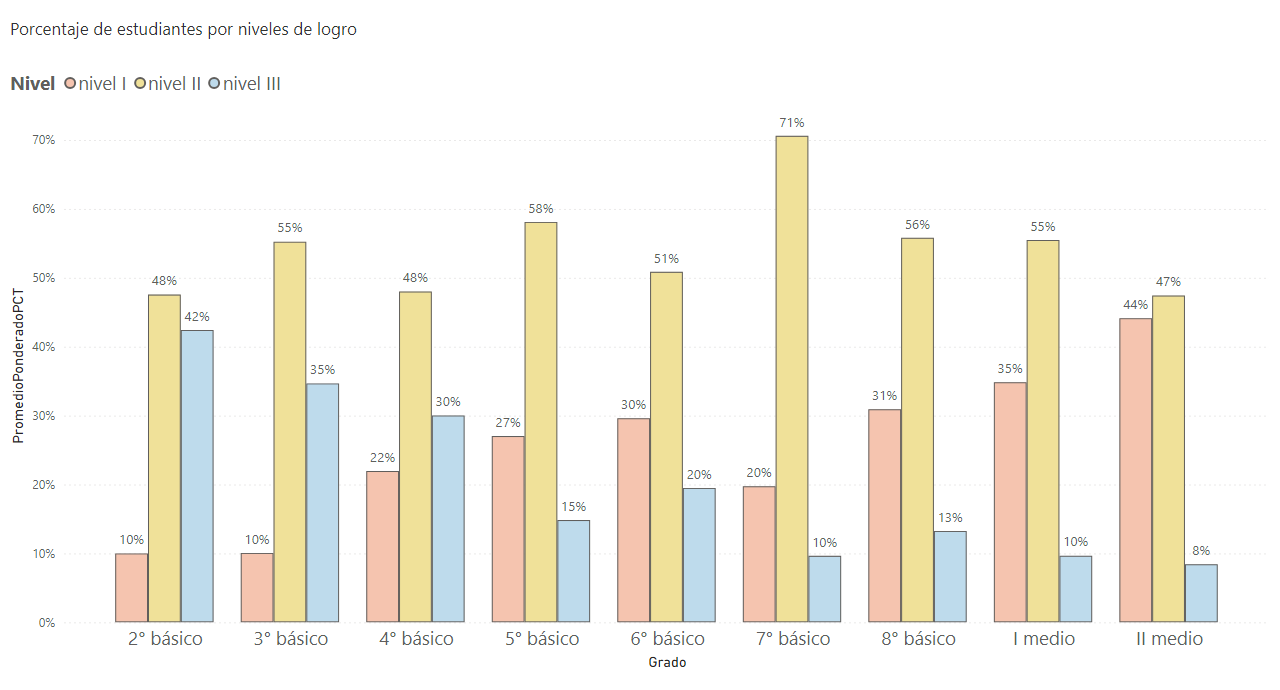 Porcentaje de estudiantes por niveles de logro
Nivel nivel I nivel II nivel III
PromedioPonderadoPCT
70%
60%
50%
40%
30%
20%
10%
0%
10% 48% 42%
10% 55% 35%
22% 48% 30%
27% 58% 15%
30% 51% 20%
20% 71% 10%
31% 56% 13%
35% 55% 10%
44% 47% 8%
2° básico 3° básico 4° básico 5° básico 6° básico 7° básico 8° básico I medio II medio
Grado